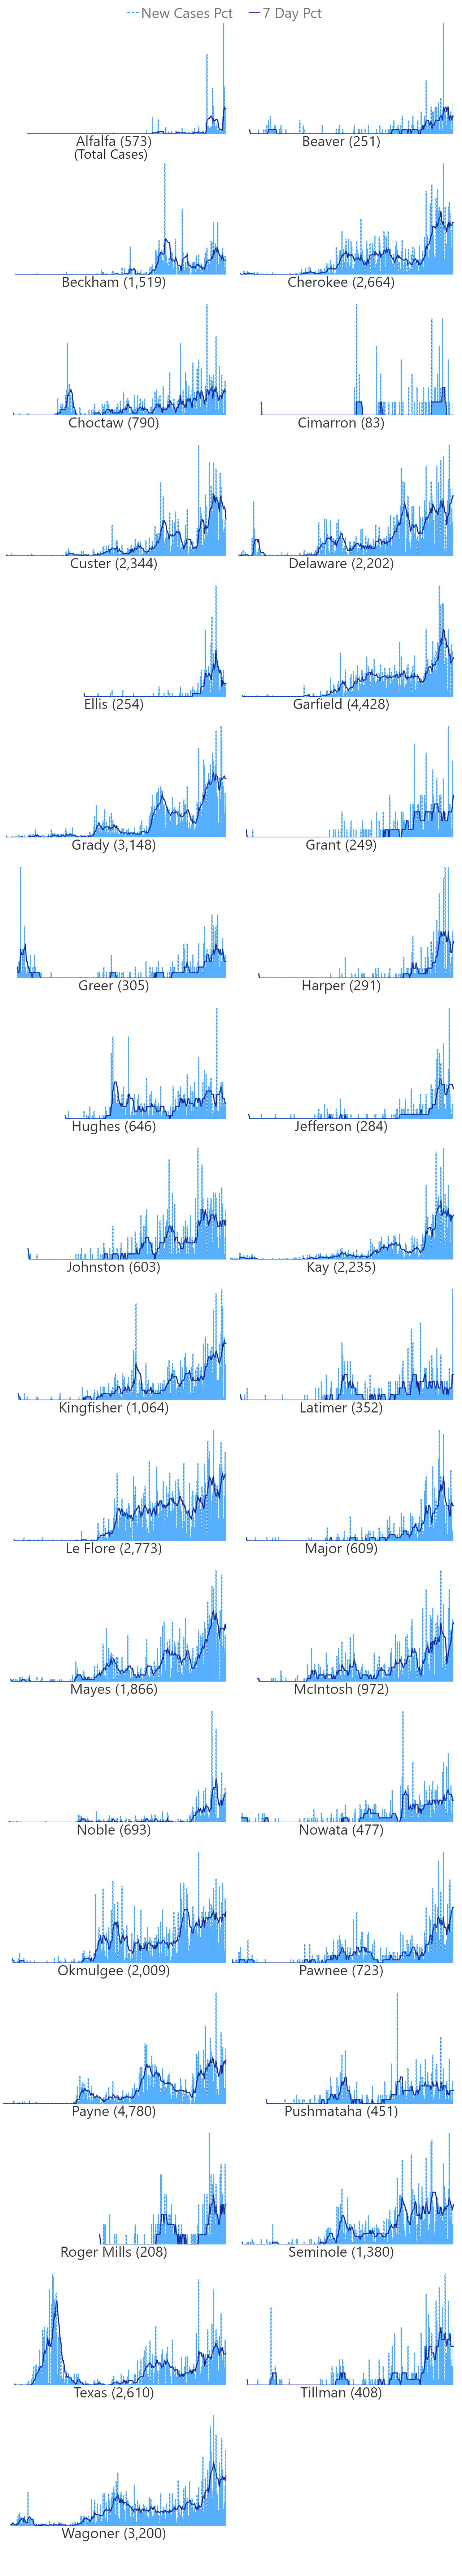 New Cases Pct 7 Day Pct
Alfalfa (573) Beaver (251)
(Total Cases)
Beckham (1,519) Cherokee (2,664)
Choctaw (790) Cimarron (83)
Custer (2,344) Delaware (2,202)
Ellis (254) Garfield (4,428)
Grady (3,148) Grant (249)
Greer (305) Harper (291)
Hughes (646) Jefferson (284)
Johnston (603) Kay (2,235)
Kingfisher (1,064) Latimer (352)
Le Flore (2,773) Major (609)
Mayes (1,866) McIntosh (972)
Noble (693) Nowata (477)
Okmulgee (2,009) Pawnee (723)
Payne (4,780) Pushmataha (451)
Roger Mills (208) Seminole (1,380)
Texas (2,610) Tillman (408)
Wagoner (3,200)